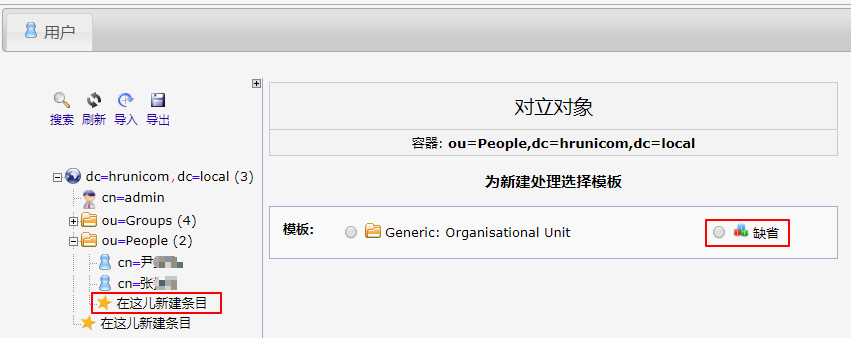 用户
搜索 刷新 导入 导出
dc=hrunicom,dc=local (3)
cn=admin
ou=Groups (4)
ou=People (2)
cn=尹
cn=张
在这儿新建条目
在这儿新建条目
对立对象
容器: ou=People,dc=hrunicom,dc=local
为新建处理选择模板
模板: Generic: Organisational Unit 缺省